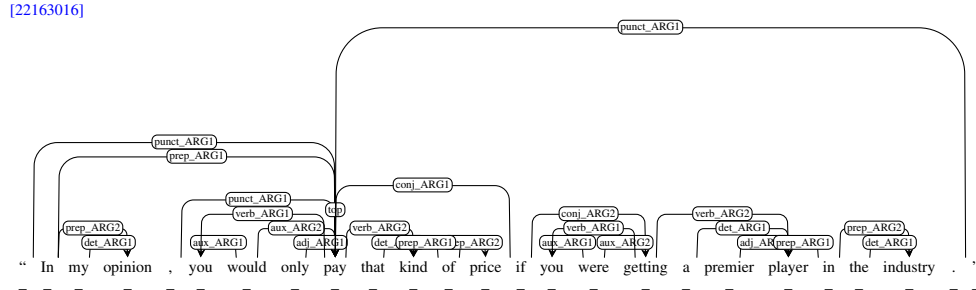 [22163016]
punct_ARG1
punct_ARG1
prep_ARG1
conj_ARG1
punct_ARG1
top
verb_ARG1 conj_ARG2 verb_ARG2
prep_ARG2 aux_ARG2 verb_ARG2 verb_ARG1 det_ARG1 prep_ARG2
det_ARG1 aux_ARG1 adj_ARG1 prep_ARG1 aux_ARG1 aux_ARG2 prep_ARG1 det_ARG1
“ In my opinion , you would only pay that kind of price if you were getting a premier player in the industry . ’
_ _ _ _ _ _ _ _ _ _ _ _ _ _ _ _ _ _ _ _ _ _ _ _ _ _